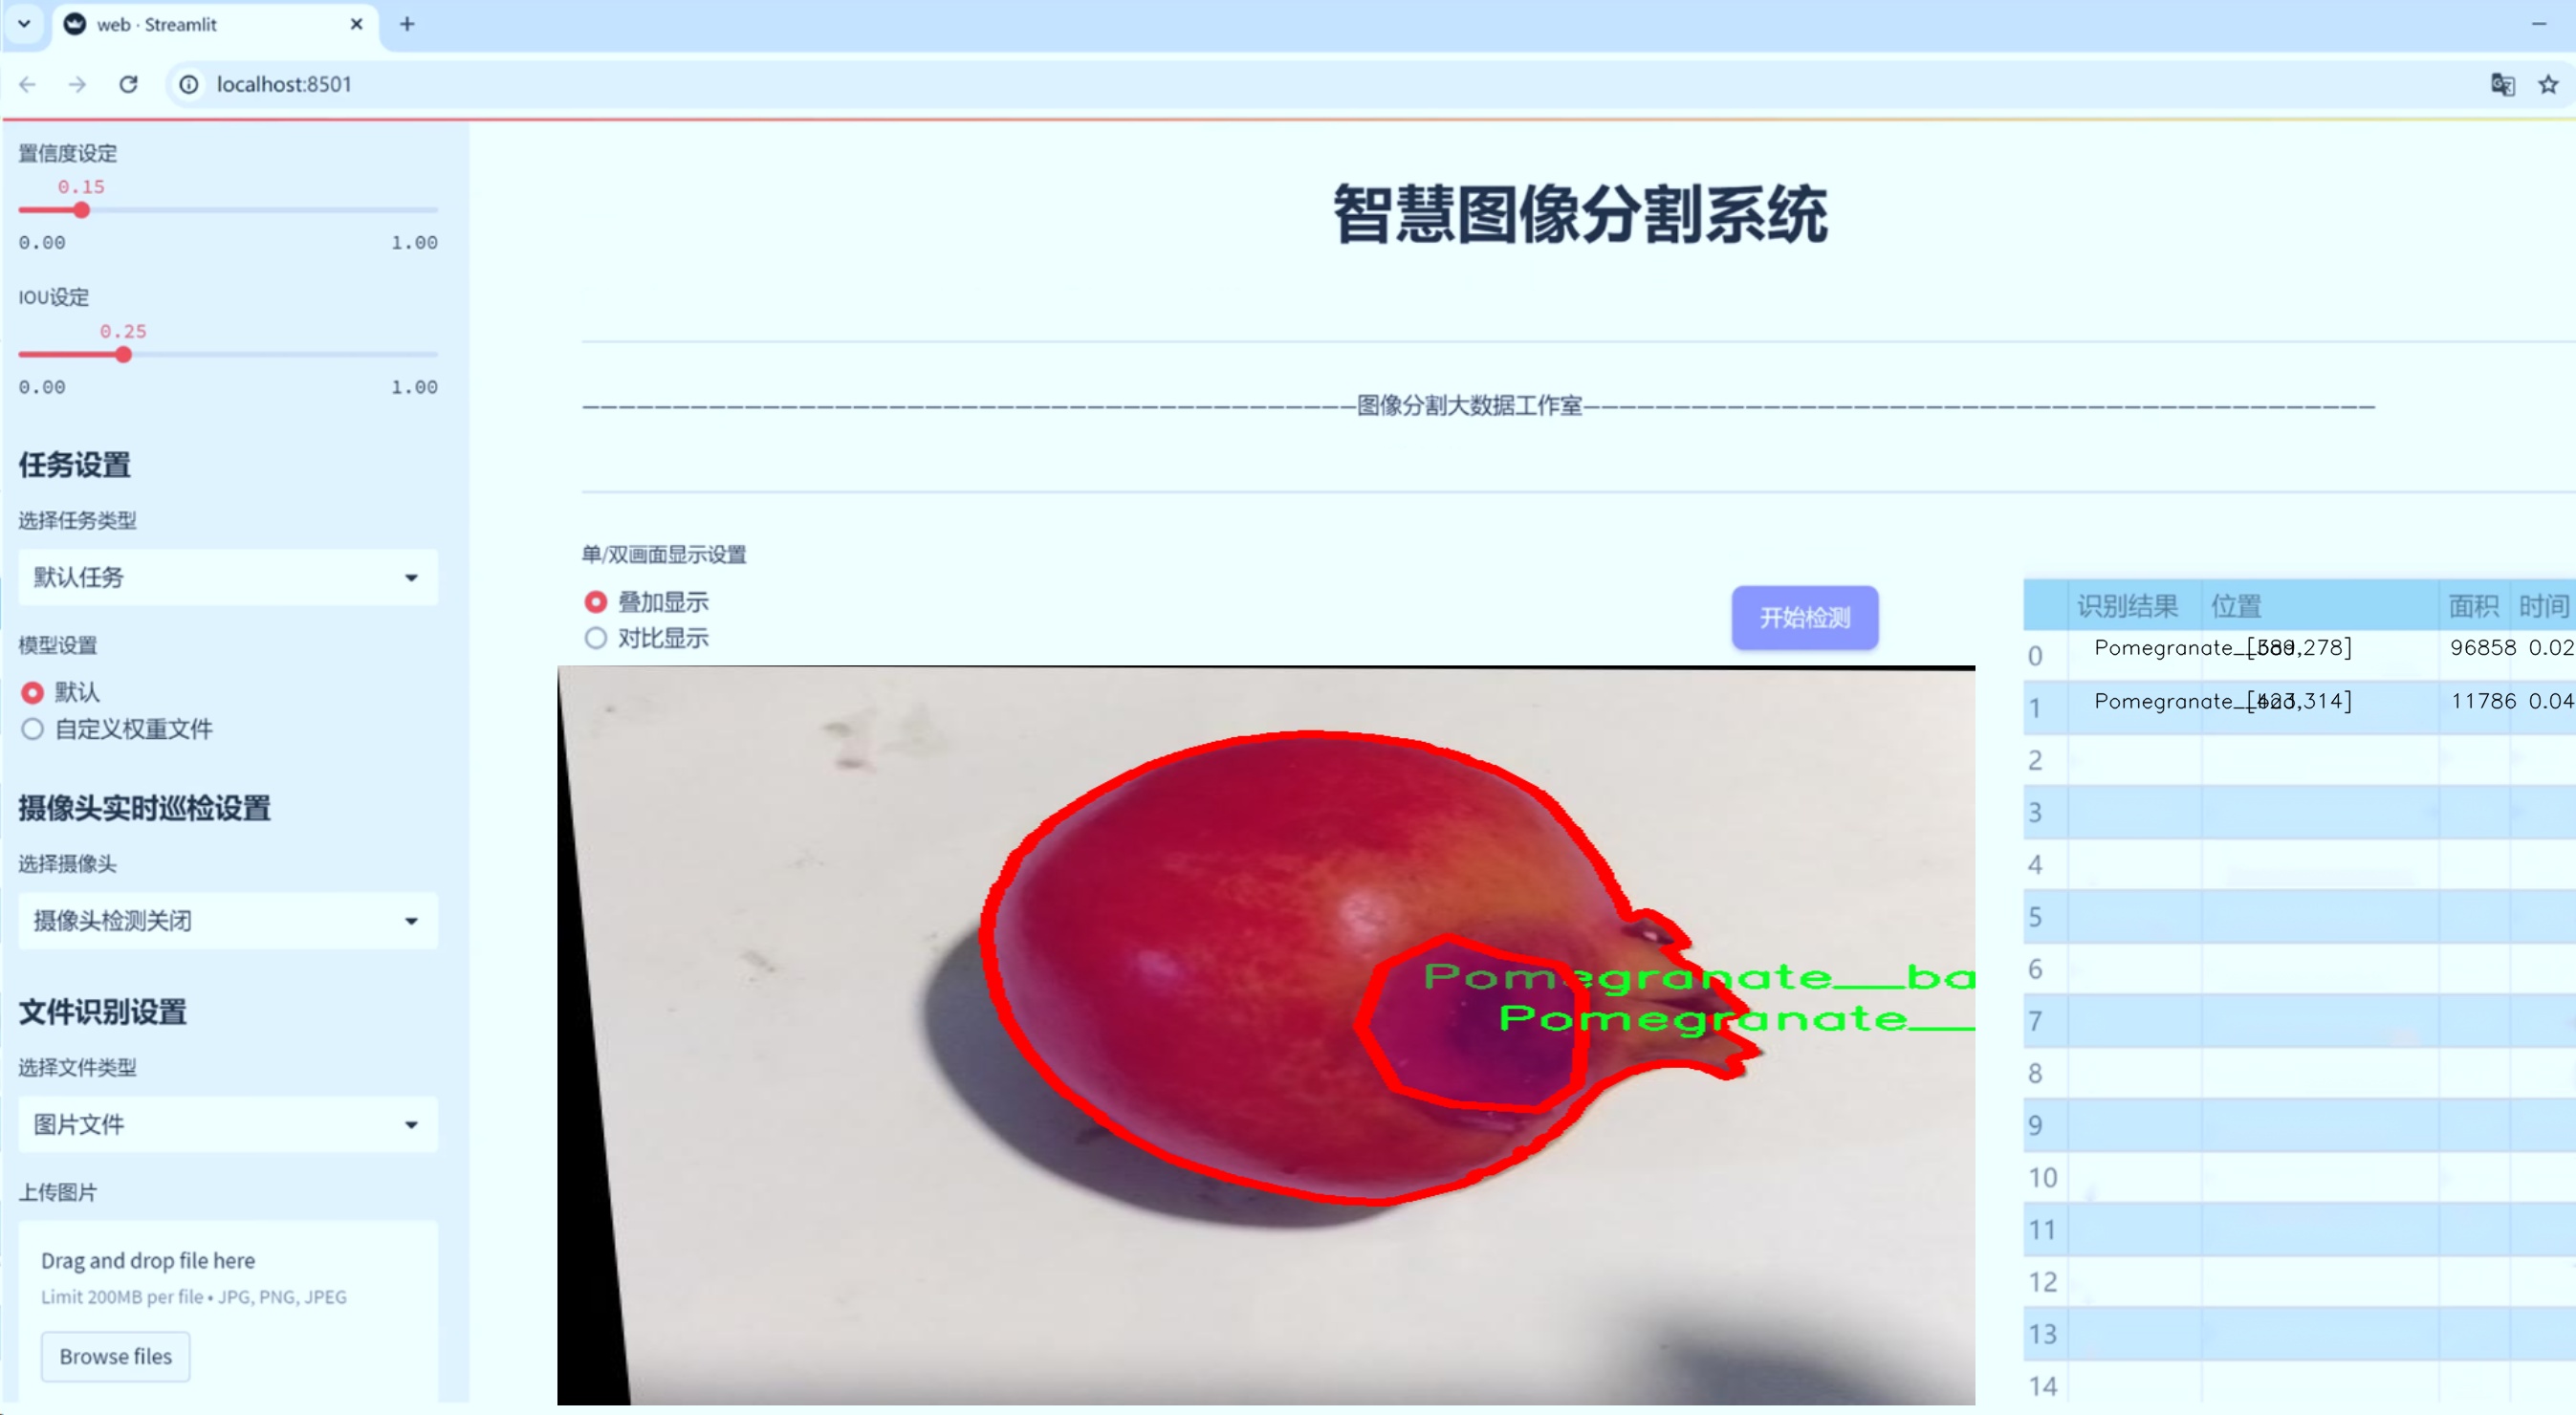 web · Streamlit
localhost:8501
置信度设定
0.15
0.00 1.00
IOU设定
0.25
0.00 1.00
任务设置
选择任务类型
默认任务
模型设置
默认
自定义权重文件
摄像头实时巡检设置
选择摄像头
摄像头检测关闭
文件识别设置
选择文件类型
图片文件
上传图片
Drag and drop file here
Limit 200MB per file • JPG, PNG, JPEG
Browse files
智慧图像分割系统
图像分割大数据工作室
单/双画面显示设置
叠加显示
对比显示
开始检测
Pomegranate__ba
Pomegranate__
识别结果 位置 面积 时间
0 Pomegranate__ ,278] 96858 0.02
1 Pomegranate__ ,314] 11786 0.04
2
3
4
5
6
7
8
9
10
11
12
13
14